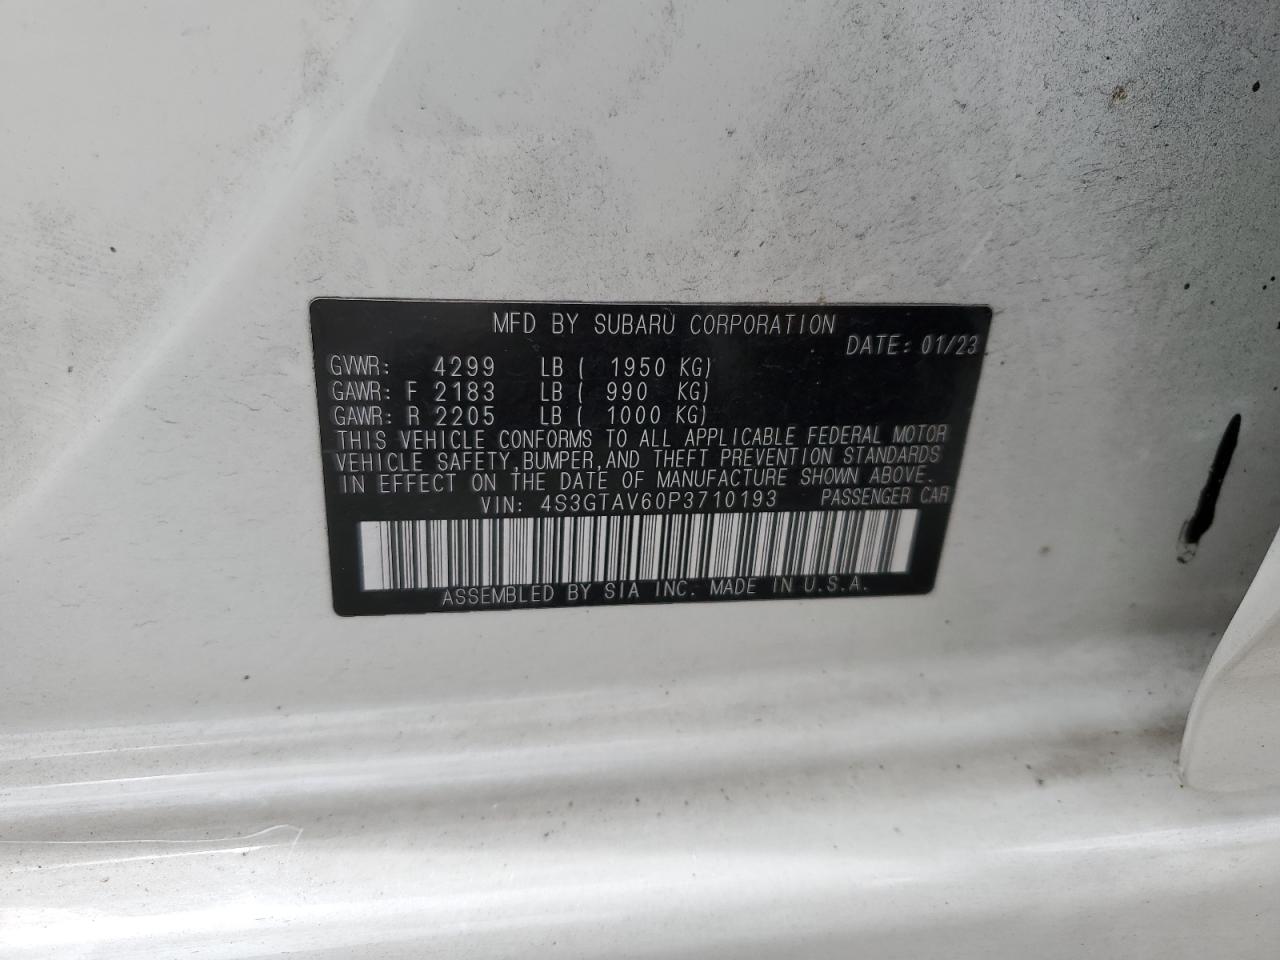 MFD BY SUBARU CORPORATION
DATE: 01/23
GVWR: 4299 LB ( 1950 KG)
GAWR: F 2183 LB ( 990 KG)
GAWR: R 2205 LB ( 1000 KG)
THIS VEHICLE CONFORMS TO ALL APPLICABLE FEDERAL MOTOR
VEHICLE SAFETY,BUMPER,AND THEFT PREVENTION STANDARDS
IN EFFECT ON THE DATE OF MANUFACTURE SHOWN ABOVE.
VIN: 4S3GTAV60P3710193 PASSENGER CAR
ASSEMBLED BY SIA INC. MADE IN U.S.A.